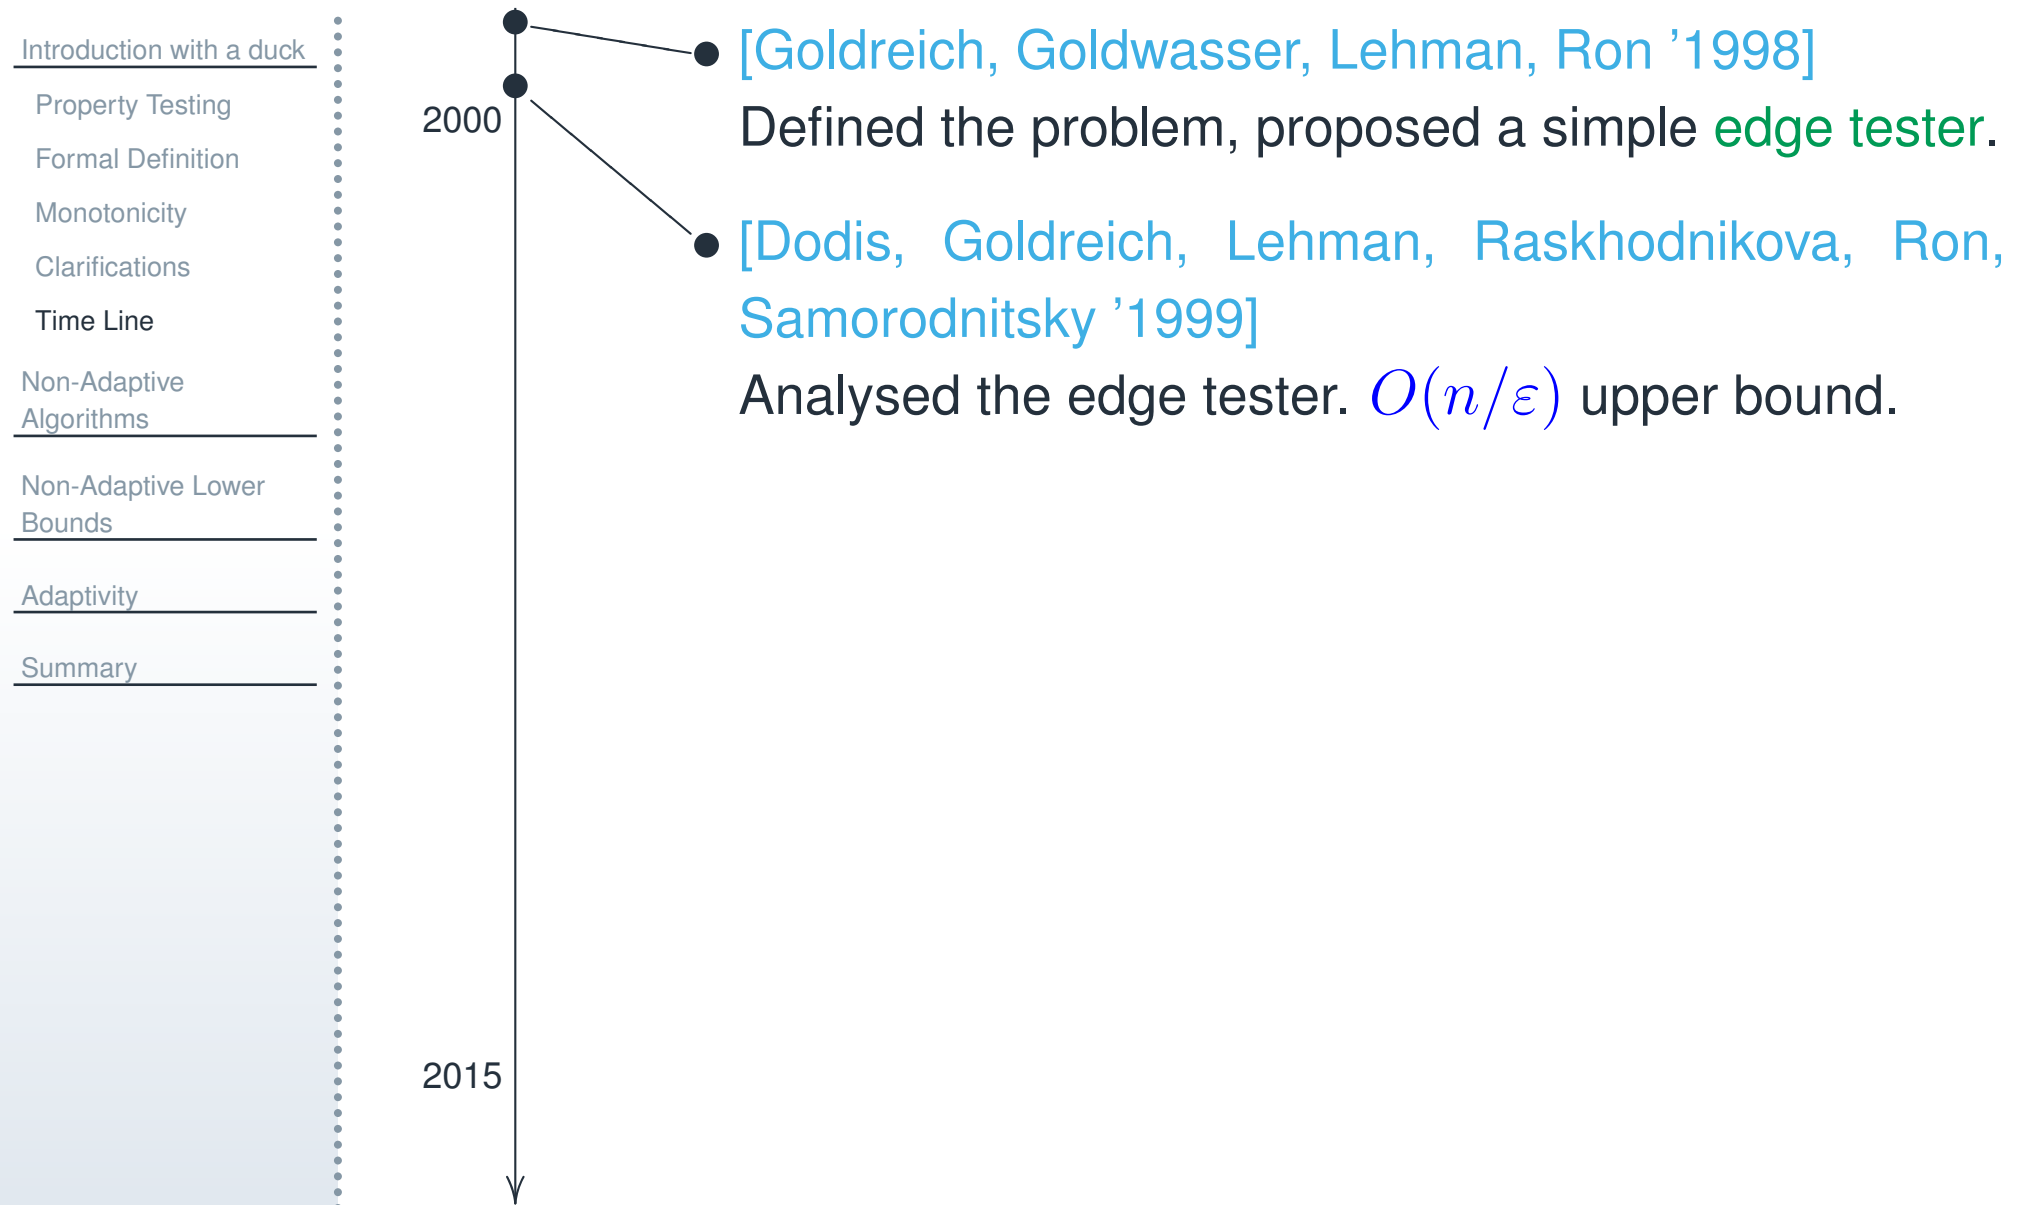 Introduction with a duck
Property Testing
Formal Definition
Monotonicity
Clarifications
Time Line
Non-Adaptive
Algorithms
Non-Adaptive Lower
Bounds
Adaptivity
Summary
2000
2015
[Goldreich, Goldwasser, Lehman, Ron ’1998]
Defined the problem, proposed a simple edge tester.
[Dodis, Goldreich, Lehman, Raskhodnikova, Ron,
Samorodnitsky ’1999]
Analysed the edge tester. O(n/ε) upper bound.